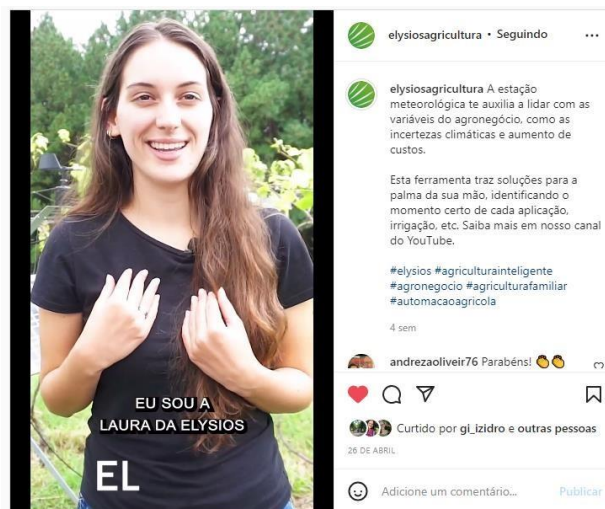 EU SOU A
LAURA DA ELYSIOS
EL
elysiosagricultura • Seguindo
elysiosagricultura A estação
meteorológica te auxilia a lidar com as
variáveis do agronegócio, como as
incertezas climáticas e aumento de
custos.
Esta ferramenta traz soluções para a
palma da sua mão, identificando o
momento certo de cada aplicação,
irrigação, etc. Saiba mais em nosso canal
do YouTube.
#elysios #agriculturainteligente
#agronegocio #agriculturafamiliar
#automacaoagricola
4 sem
andrezaoliveir76 Parabéns! 👏👏
Curtido por gi_izidro e outras pessoas
26 DE ABRIL
Adicione um comentário... Publicar